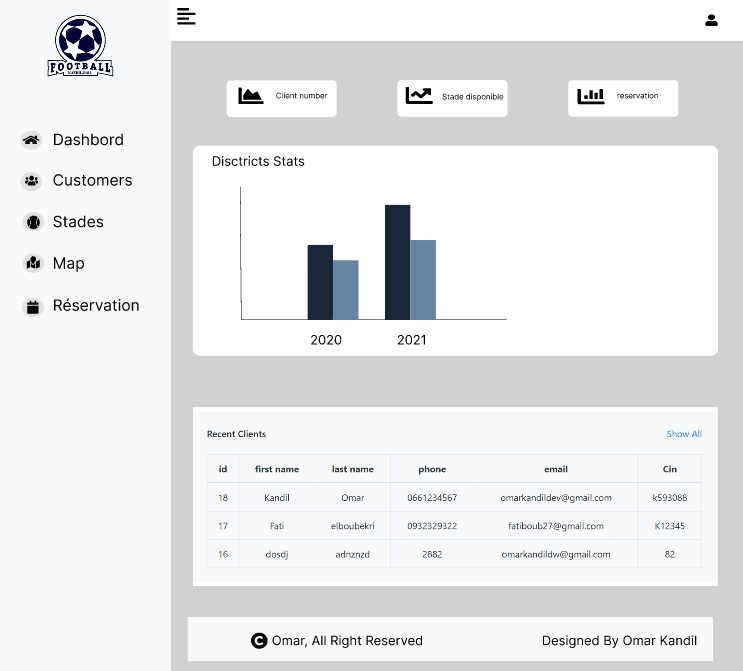 FOOTBALL
Dashbord
Customers
Stades
Map
Réservation
Client number
Stade disponible
reservation
Disctricts Stats
2020 2021
Recent Clients Show All
id first name last name phone email Cin
18 Kandil Omar 0661234567 omarkandildev@gmail.com k593088
17 Fati elboubekri 0932329322 fatiboub27@gmail.com K12345
16 dosdj adnznzd 2882 omarkandildw@gmail.com 82
C Omar, All Right Reserved Designed By Omar Kandil